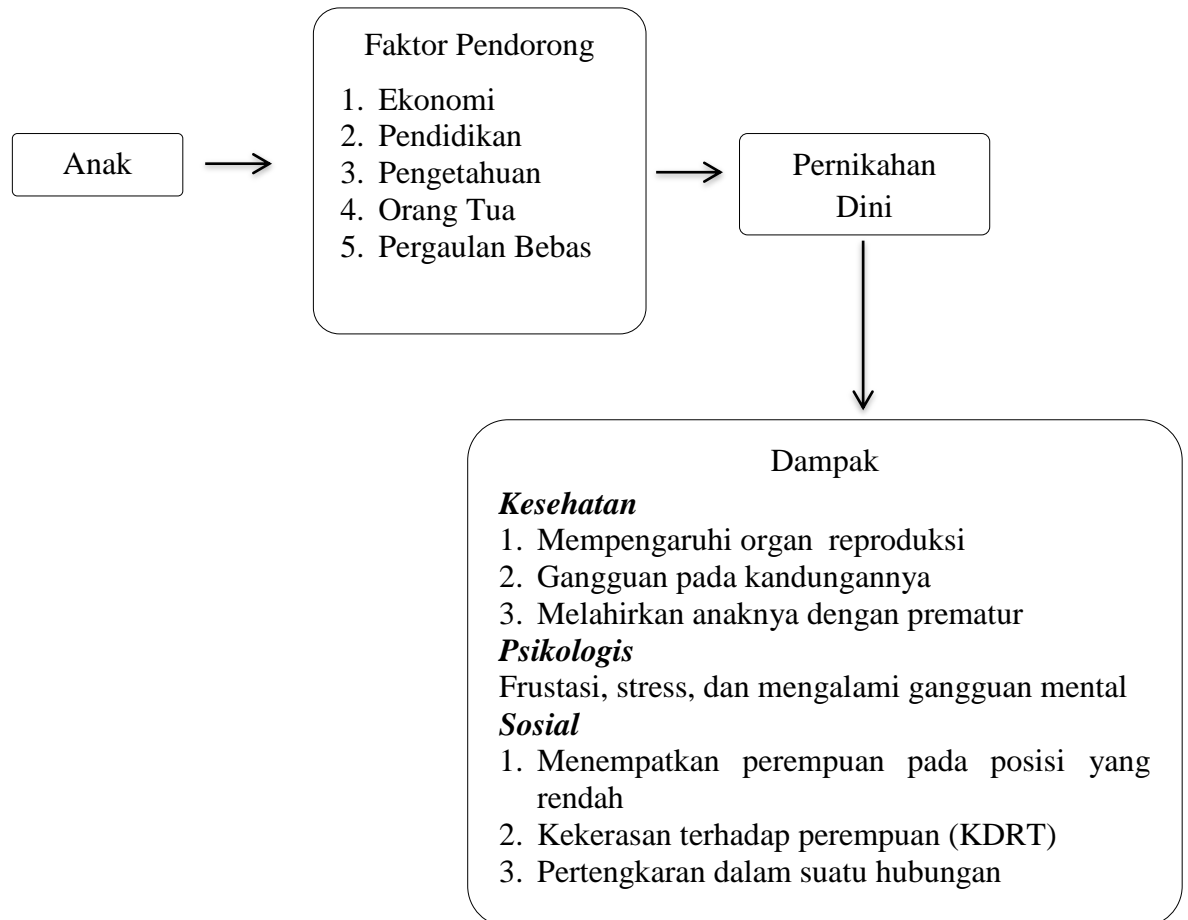 Anak
Faktor Pendorong
1. Ekonomi
2. Pendidikan
3. Pengetahuan
4. Orang Tua
5. Pergaulan Bebas
Pernikahan
Dini
Dampak
Kesehatan
1. Mempengaruhi organ reproduksi
2. Gangguan pada kandungannya
3. Melahirkan anaknya dengan prematur
Psikologis
Frustasi, stress, dan mengalami gangguan mental
Sosial
1. Menempatkan perempuan pada posisi yang
rendah
2. Kekerasan terhadap perempuan (KDRT)
3. Pertengkaran dalam suatu hubungan